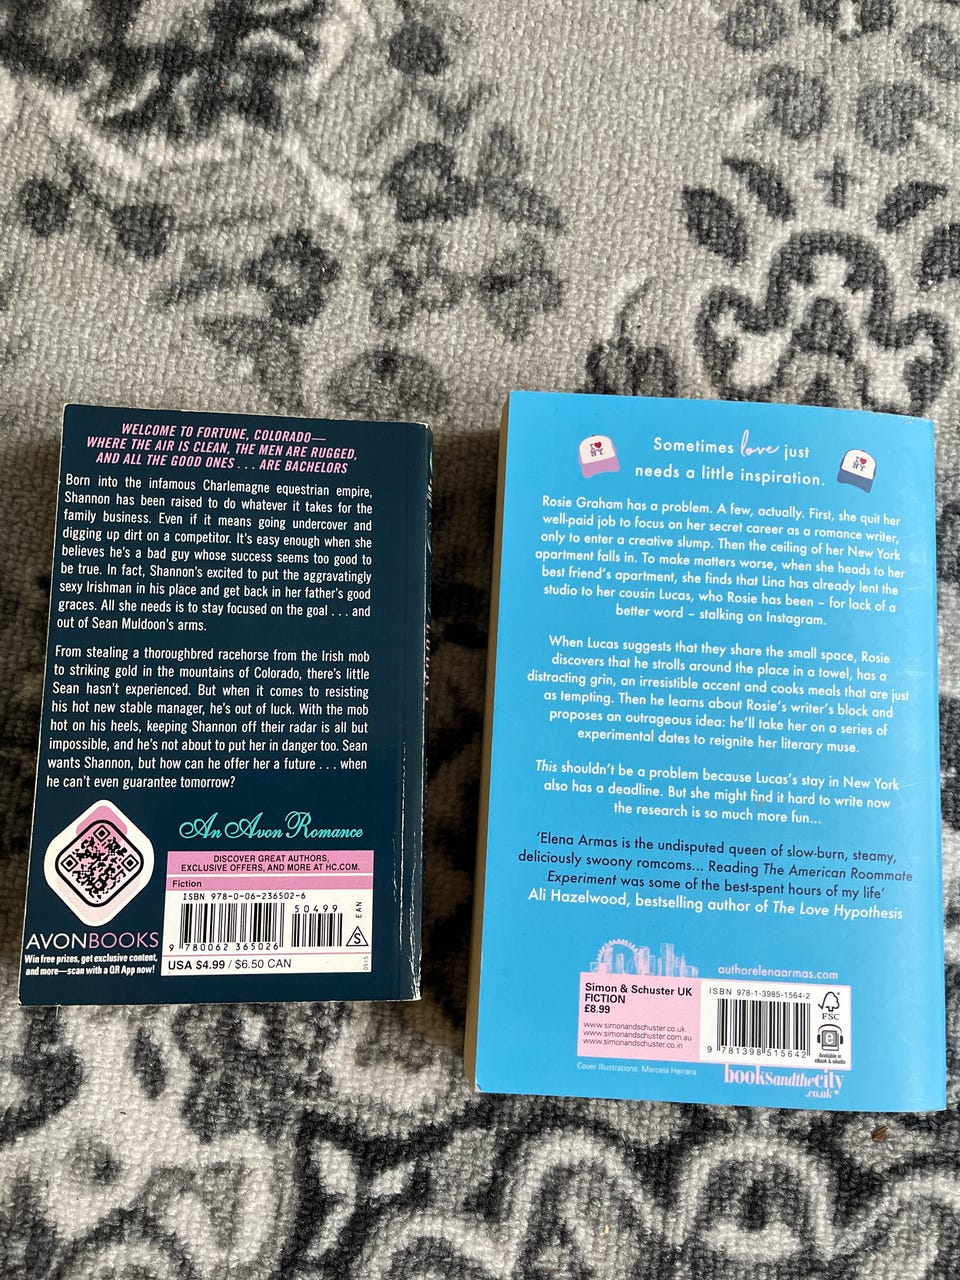 WELCOME TO FORTUNE, COLORADO—
WHERE THE AIR IS CLEAN, THE MEN ARE RUGGED,
AND ALL THE GOOD ONES . . . ARE BACHELORS
Born into the infamous Charlemagne equestrian empire,
Shannon has been raised to do whatever it takes for the
family business. Even if it means going undercover and
digging up dirt on a competitor. It's easy enough when she
believes he's a bad guy whose success seems too good to
be true. In fact, Shannon's excited to put the aggravatingly
sexy Irishman in his place and get back in her father's good
graces. All she needs is to stay focused on the goal . . . and
out of Sean Muldoon's arms.
From stealing a thoroughbred racehorse from the Irish mob
to striking gold in the mountains of Colorado, there's little
Sean hasn't experienced. But when it comes to resisting
his hot new stable manager, he's out of luck. With the mob
hot on his heels, keeping Shannon off their radar is all but
impossible, and he's not about to put her in danger too. Sean
wants Shannon, but how can he offer her a future . . . when
he can't even guarantee tomorrow?
An Avon Romance
DISCOVER GREAT AUTHORS,
EXCLUSIVE OFFERS, AND MORE AT HC.COM.
Fiction
ISBN 978-0-06-236502-6
50499
EAN
9 780062 365026
S
USA $4.99 / $6.50 CAN
0515
AVONBOOKS
Win free prizes, get exclusive content,
and more—scan with a QR App now!
I ♥ NY
Sometimes love just
needs a little inspiration.
I ♥ NY
Rosie Graham has a problem. A few, actually. First, she quit her
well-paid job to focus on her secret career as a romance writer,
only to enter a creative slump. Then the ceiling of her New York
apartment falls in. To make matters worse, when she heads to her
best friend's apartment, she finds that Lina has already lent the
studio to her cousin Lucas, who Rosie has been – for lack of a
better word – stalking on Instagram.
When Lucas suggests that they share the small space, Rosie
discovers that he strolls around the place in a towel, has a
distracting grin, an irresistible accent and cooks meals that are just
as tempting. Then he learns about Rosie's writer's block and
proposes an outrageous idea: he'll take her on a series of
experimental dates to reignite her literary muse.
This shouldn't be a problem because Lucas's stay in New York
also has a deadline. But she might find it hard to write now
the research is so much more fun...
'Elena Armas is the undisputed queen of slow-burn, steamy,
deliciously swoony romcoms... Reading The American Roommate
Experiment was some of the best-spent hours of my life'
Ali Hazelwood, bestselling author of The Love Hypothesis
authorelenaarmas.com
Simon & Schuster UK
FICTION
£8.99
www.simonandschuster.co.uk
www.simonandschuster.com.au
www.simonandschuster.co.in
ISBN 978-1-3985-1564-2
9 781398 515642
FSC
e
Available in
eBook & eAudio
Cover Illustrations: Marcela Herrera
booksandthecity
.co.uk